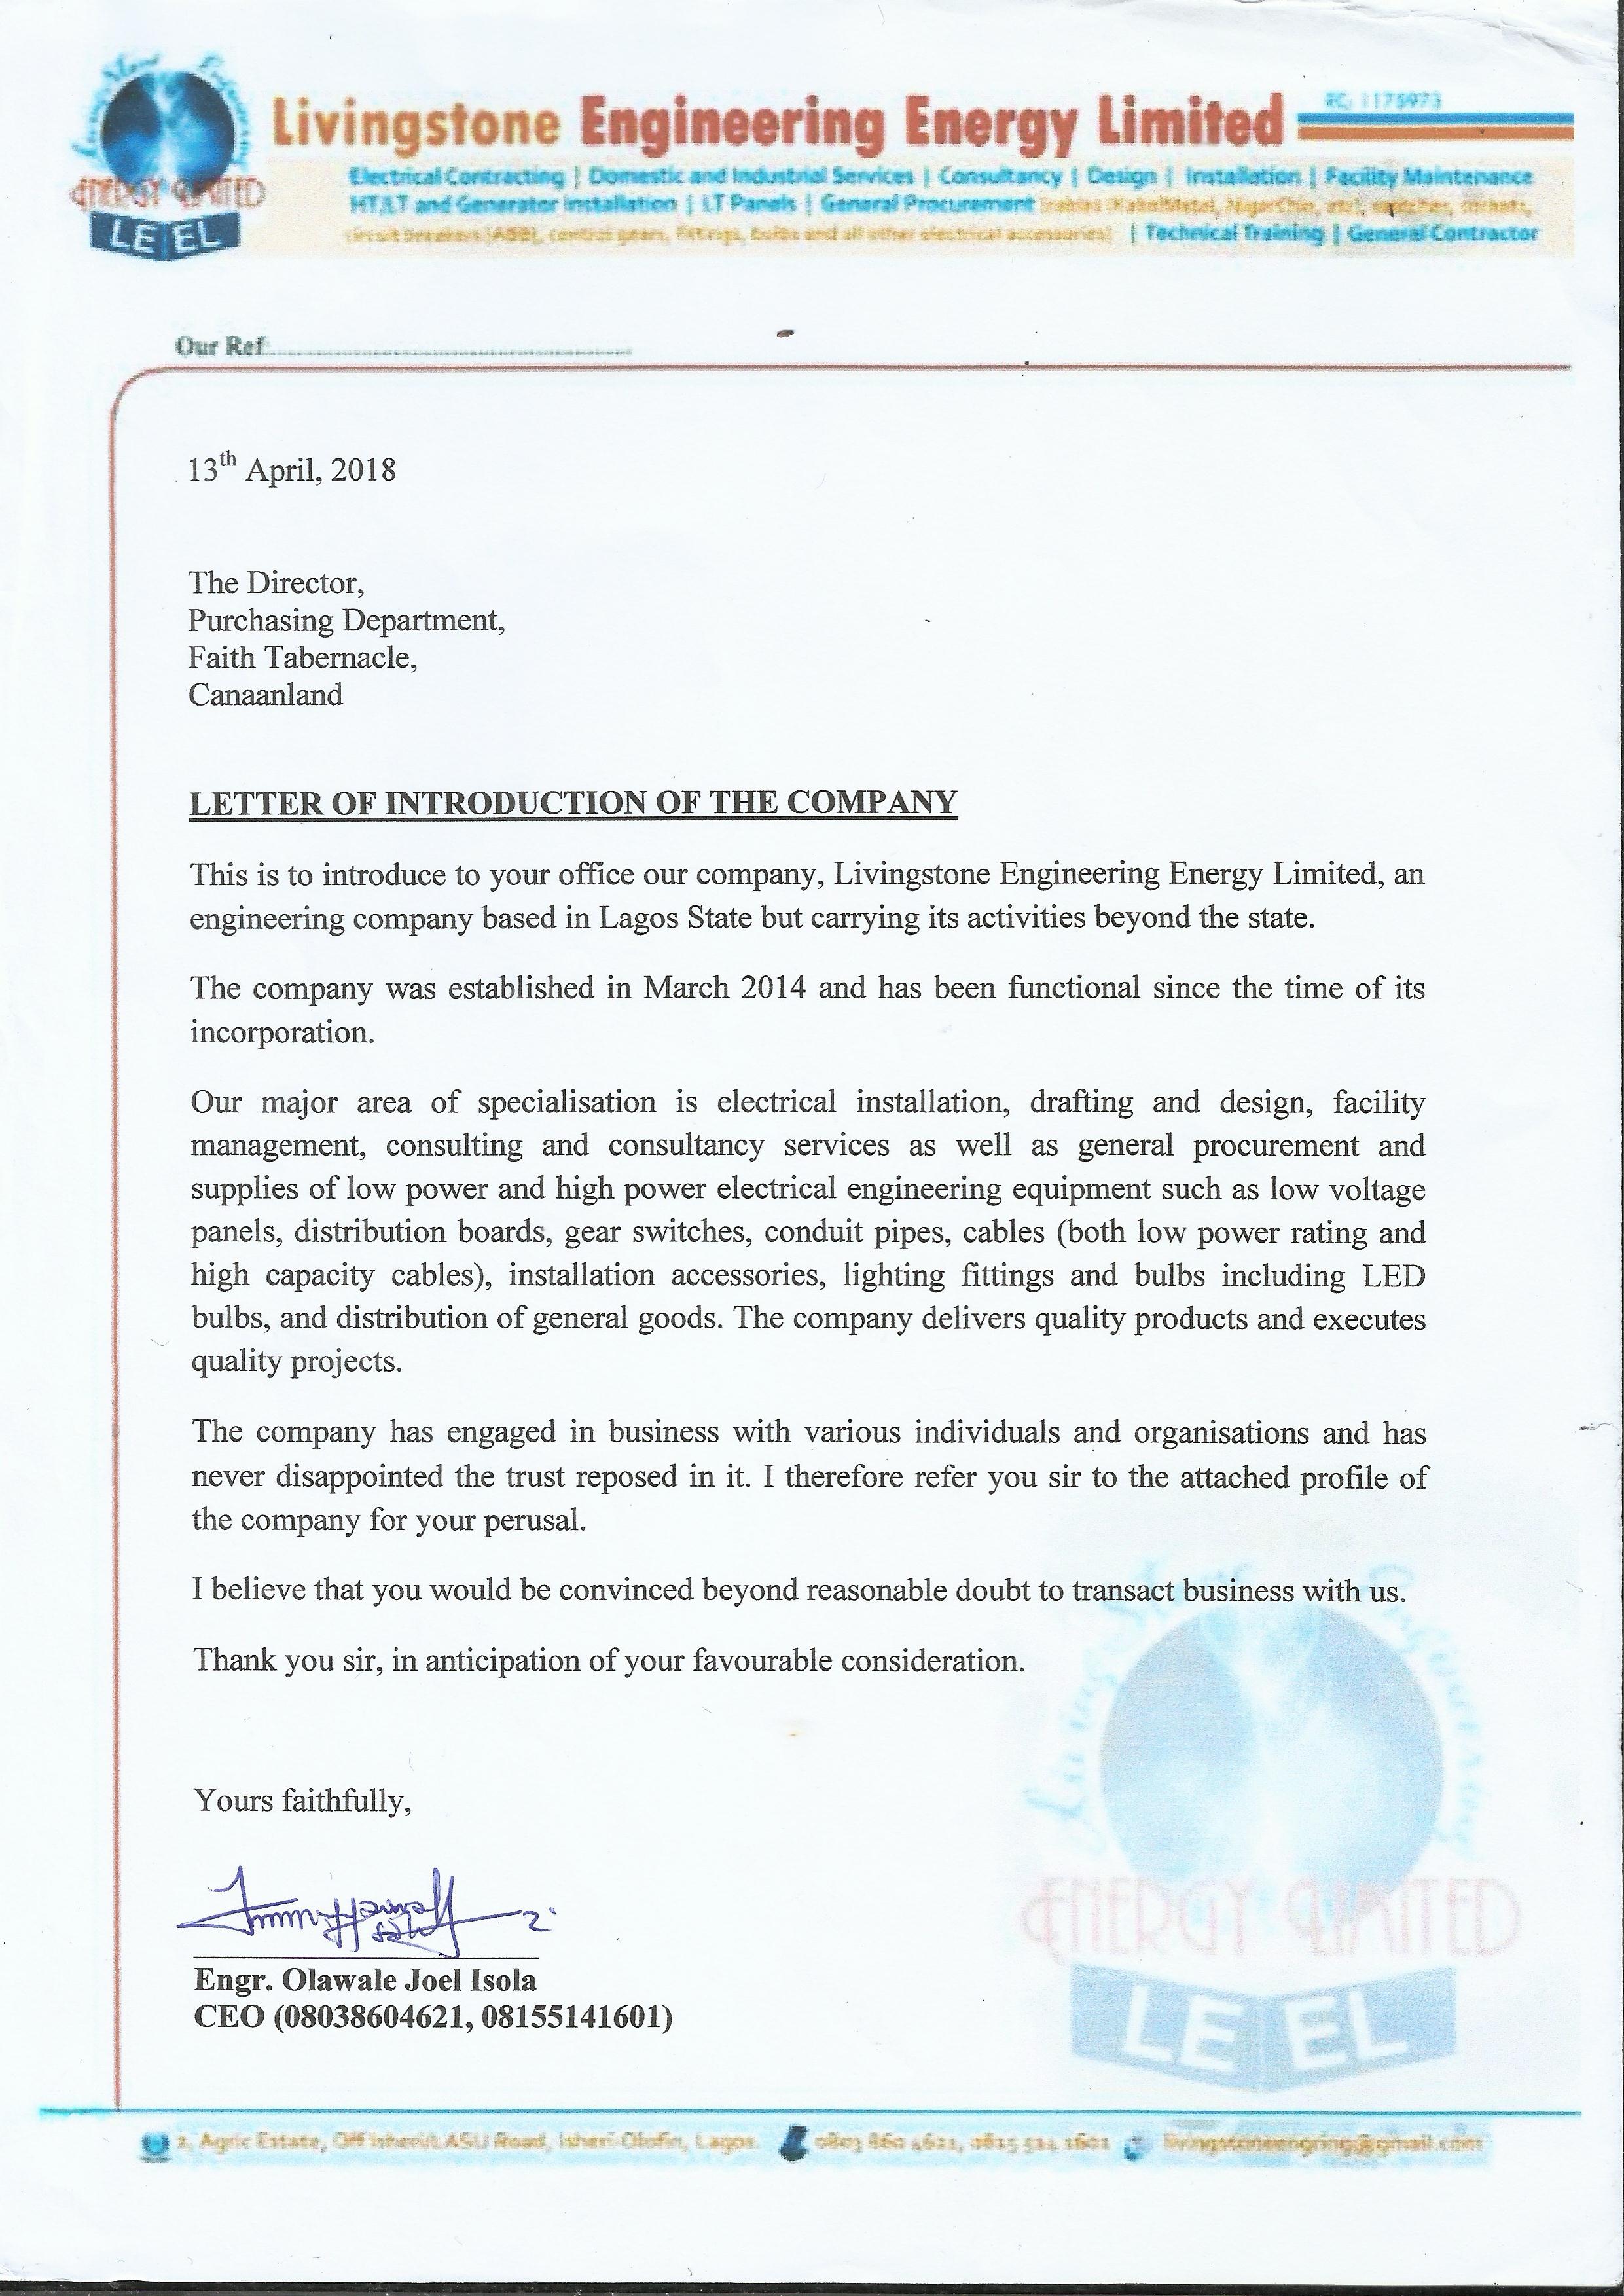 Livingstone Engineering
ENERGY LIMITED
LEEL
Livingstone Engineering Energy Limited
RC: 1175973
Electrical Contracting | Domestic and Industrial Services | Consultancy | Design | Installation | Facility Maintenance
HT/LT and Generator Installation | LT Panels | General Procurement
circuit breakers (ABB), control gears, fittings, bulbs and all other electrical accessories) | Technical Training | General Contractor
Our Ref:
13th April, 2018
The Director,
Purchasing Department,
Faith Tabernacle,
Canaanland
LETTER OF INTRODUCTION OF THE COMPANY
This is to introduce to your office our company, Livingstone Engineering Energy Limited, an
engineering company based in Lagos State but carrying its activities beyond the state.
The company was established in March 2014 and has been functional since the time of its
incorporation.
Our major area of specialisation is electrical installation, drafting and design, facility
management, consulting and consultancy services as well as general procurement and
supplies of low power and high power electrical engineering equipment such as low voltage
panels, distribution boards, gear switches, conduit pipes, cables (both low power rating and
high capacity cables), installation accessories, lighting fittings and bulbs including LED
bulbs, and distribution of general goods. The company delivers quality products and executes
quality projects.
The company has engaged in business with various individuals and organisations and has
never disappointed the trust reposed in it. I therefore refer you sir to the attached profile of
the company for your perusal.
I believe that you would be convinced beyond reasonable doubt to transact business with us.
Thank you sir, in anticipation of your favourable consideration.
Yours faithfully,
Engr. Olawale Joel Isola
CEO (08038604621, 08155141601)
ENERGY LIMITED
LEEL
Agric Estate, Off Isheri/LASU Road, Isheri Olofin, Lagos. 0803 860 4621, 0815 514 1601 livingstoneengring@gmail.com